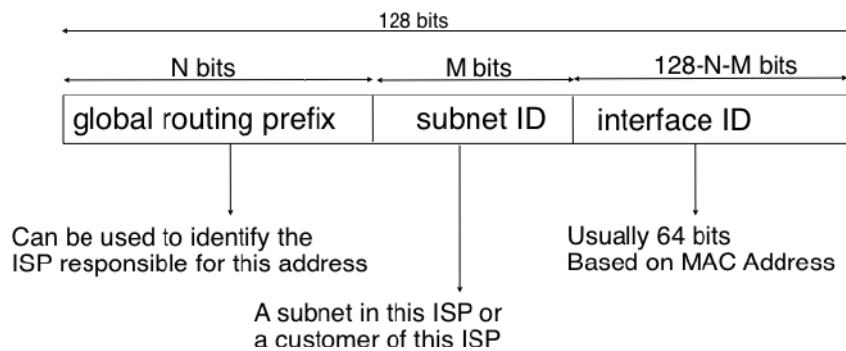 128 bits
N bits
M bits
128-N-M bits
global routing prefix
subnet ID
interface ID
Can be used to identify the
ISP responsible for this address
Usually 64 bits
Based on MAC Address
A subnet in this ISP or
a customer of this ISP